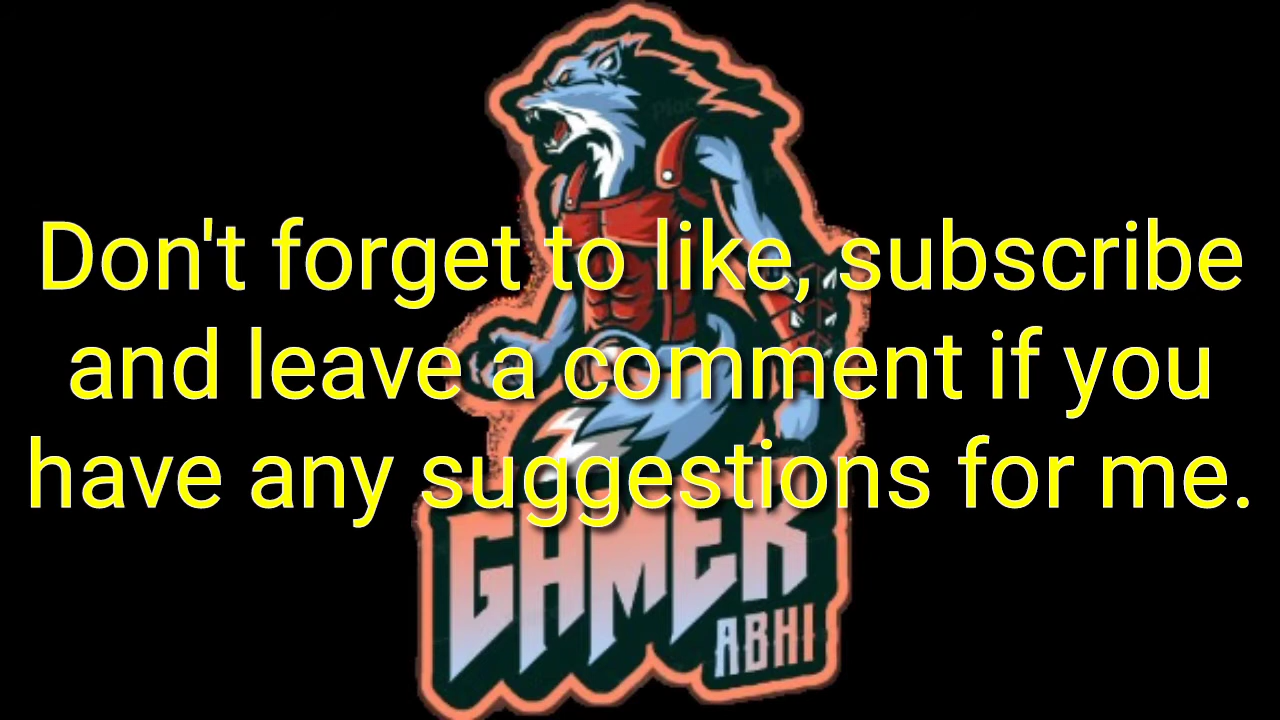 Don't forget to like, subscribe
and leave a comment if you
have any suggestions for me.
GAMER
ABHI